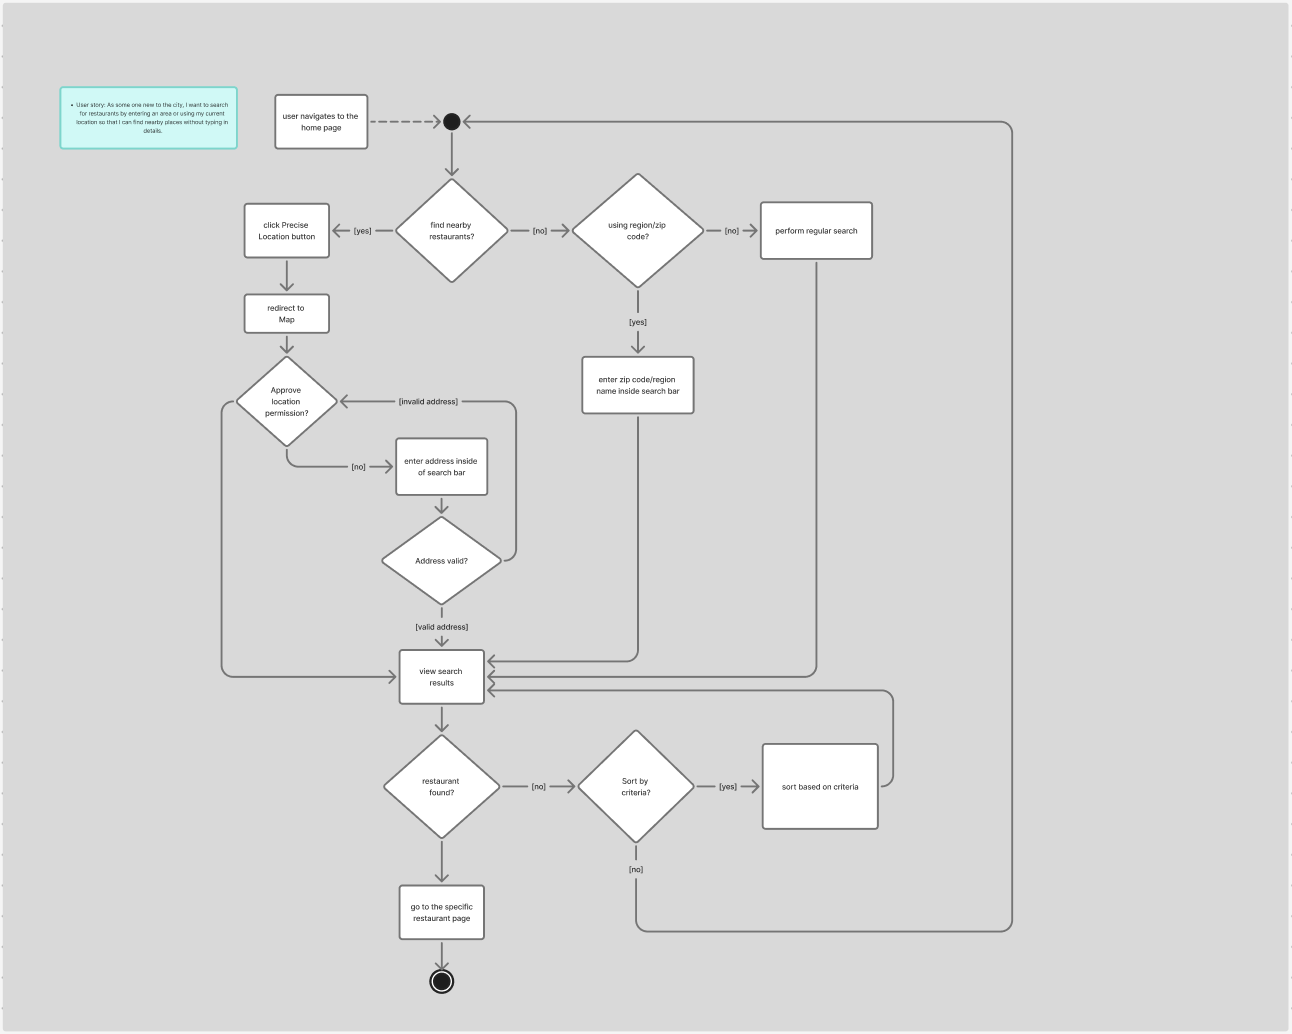 • User story: As some one new to the city, I want to search
for restaurants by entering an area or using my current
location so that I can find nearby places without typing in
details.
user navigates to the
home page
click Precise
Location button
[yes]
find nearby
restaurants?
[no]
using region/zip
code?
[no]
perform regular search
redirect to
Map
[yes]
Approve
location
permission?
[invalid address]
enter zip code/region
name inside search bar
[no]
enter address inside
of search bar
Address valid?
[valid address]
view search
results
restaurant
found?
[no]
Sort by
criteria?
[yes]
sort based on criteria
[no]
go to the specific
restaurant page